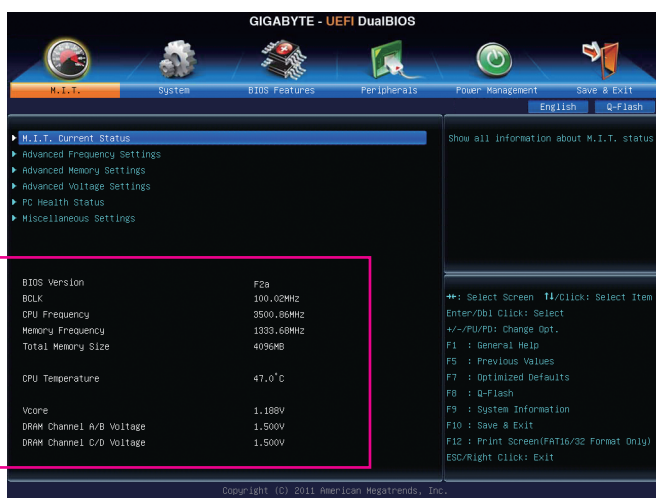 GIGABYTE - UEFI DualBIOS
M.I.T.
System
BIOS Features
Peripherals
Power Management
Save & Exit
English
Q-Flash
M.I.T. Current Status
Advanced Frequency Settings
Advanced Memory Settings
Advanced Voltage Settings
PC Health Status
Miscellaneous Settings
Show all information about M.I.T. status
BIOS Version F2a
BCLK 100.02MHz
CPU Frequency 3500.86MHz
Memory Frequency 1333.68MHz
Total Memory Size 4096MB
CPU Temperature 47.0°C
Vcore 1.188V
DRAM Channel A/B Voltage 1.500V
DRAM Channel C/D Voltage 1.500V
→←: Select Screen ↑↓/Click: Select Item
Enter/Dbl Click: Select
+/-/PU/PD: Change Opt.
F1 : General Help
F5 : Previous Values
F7 : Optimized Defaults
F8 : Q-Flash
F9 : System Information
F10 : Save & Exit
F12 : Print Screen(FAT16/32 Format Only)
ESC/Right Click: Exit
Copyright (C) 2011 American Megatrends, Inc.